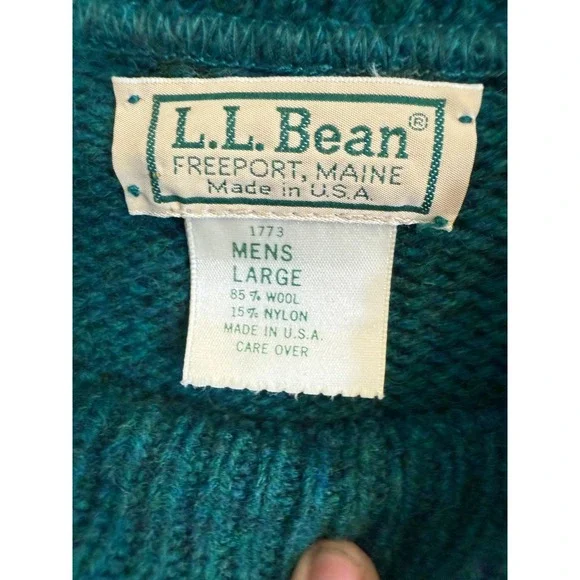 L.L.Bean®
FREEPORT, MAINE
Made in U.S.A.
1773
MENS
LARGE
85% WOOL
15% NYLON
MADE IN U.S.A.
CARE OVER